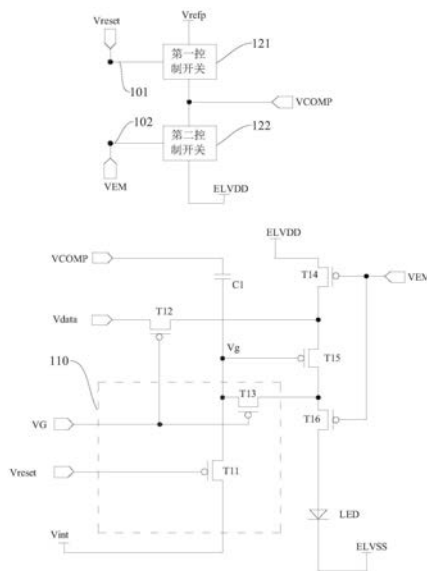 Vreset
Vrefp
第一控
制开关
121
101
VCOMP
102
第二控
制开关
122
VEM
ELVDD
ELVDD
VCOMP
T14
VEM
C1
T12
Vdata
Vg
T15
110
T13
VG
T16
Vreset
T11
LED
Vint
ELVSS